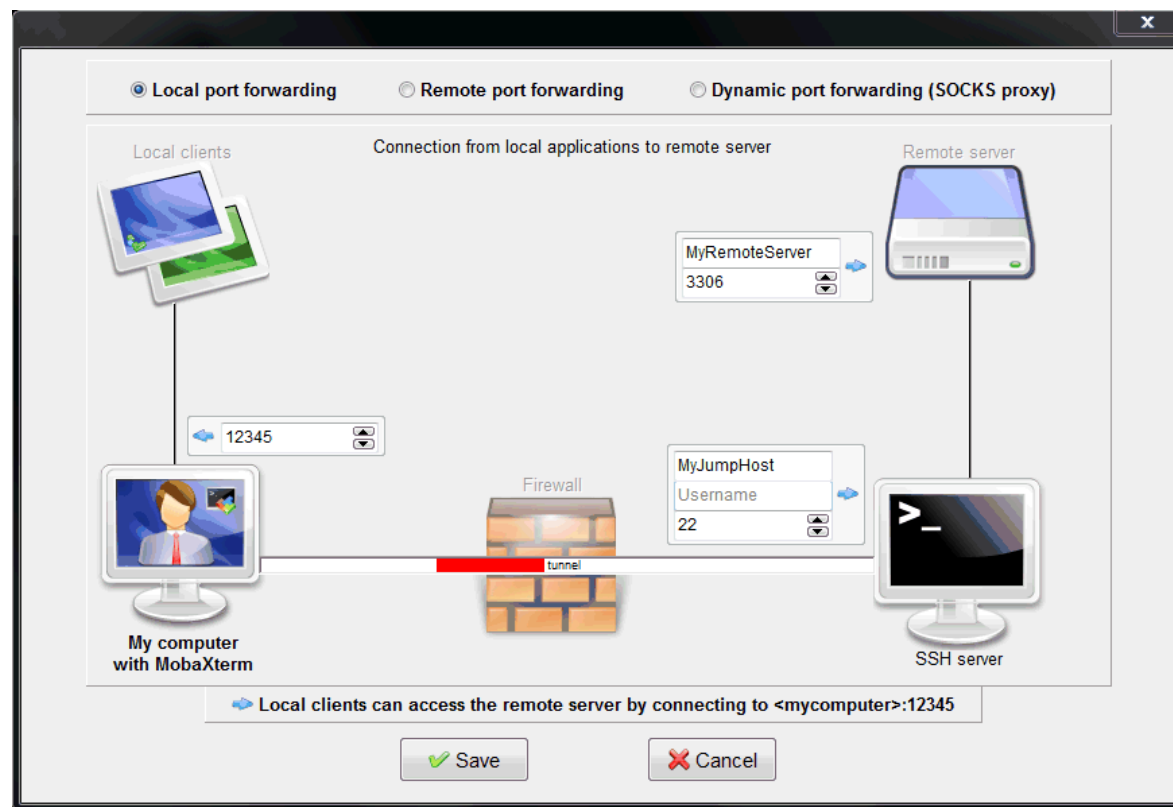 x
Local port forwarding
Remote port forwarding
Dynamic port forwarding (SOCKS proxy)
Local clients
Connection from local applications to remote server
Remote server
MyRemoteServer
3306
12345
MyJumpHost
Username
22
Firewall
>_
tunnel
My computer
with MobaXterm
SSH server
Local clients can access the remote server by connecting to <mycomputer>:12345
Save
Cancel